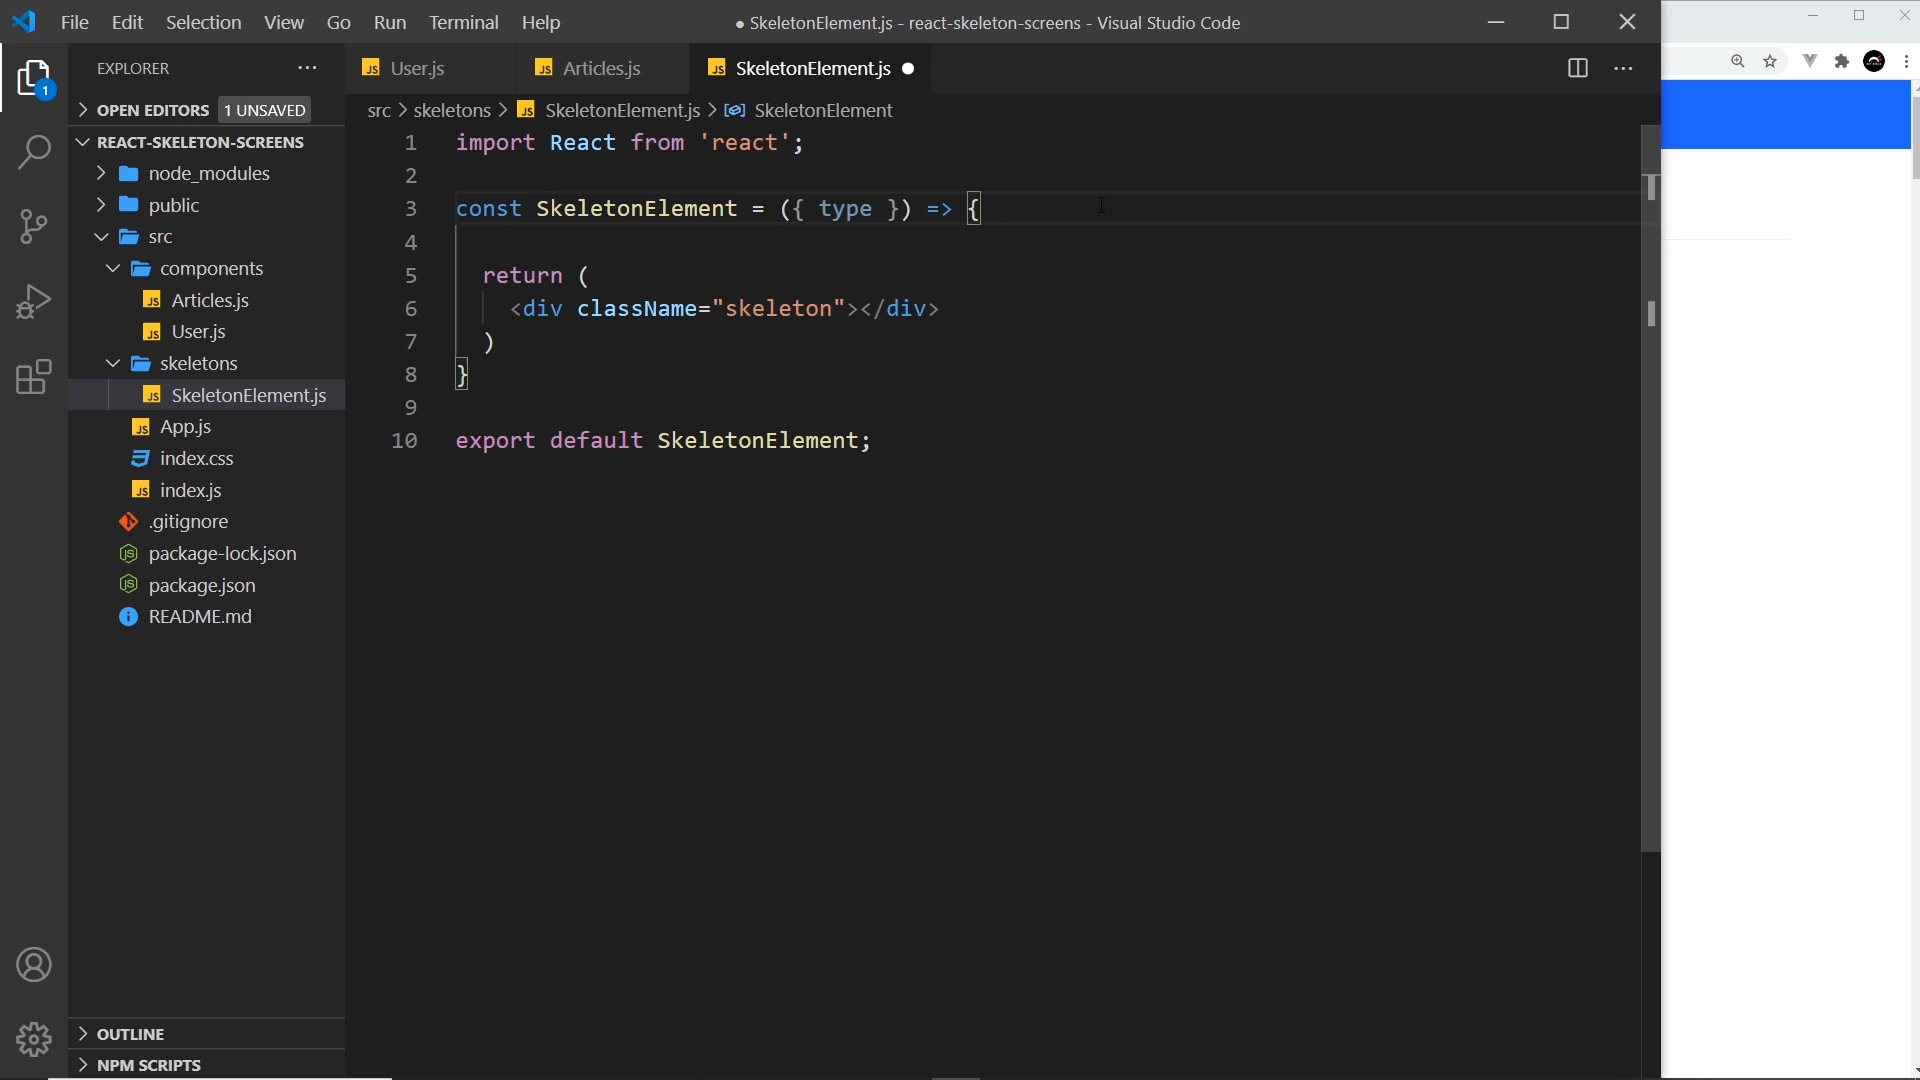 File Edit Selection View Go Run Terminal Help
● SkeletonElement.js - react-skeleton-screens - Visual Studio Code
EXPLORER
User.js
Articles.js
SkeletonElement.js
1
OPEN EDITORS 1 UNSAVED
src > skeletons > SkeletonElement.js > SkeletonElement
REACT-SKELETON-SCREENS
node_modules
public
src
components
Articles.js
User.js
skeletons
SkeletonElement.js
App.js
index.css
index.js
.gitignore
package-lock.json
package.json
README.md
OUTLINE
NPM SCRIPTS
1 import React from 'react';
2
3 const SkeletonElement = ({ type }) => {
4
5 return (
6 <div className="skeleton"></div>
7 )
8 }
9
10 export default SkeletonElement;